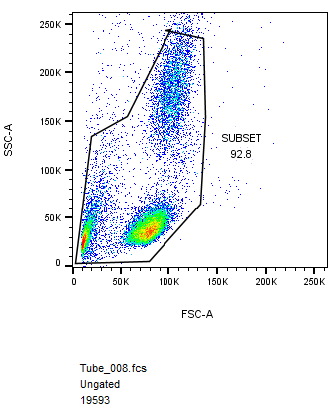 250K
200K
150K
100K
50K
0
SSC-A
SUBSET
92.8
0 50K 100K 150K 200K 250K
FSC-A
Tube_008.fcs
Ungated
19593